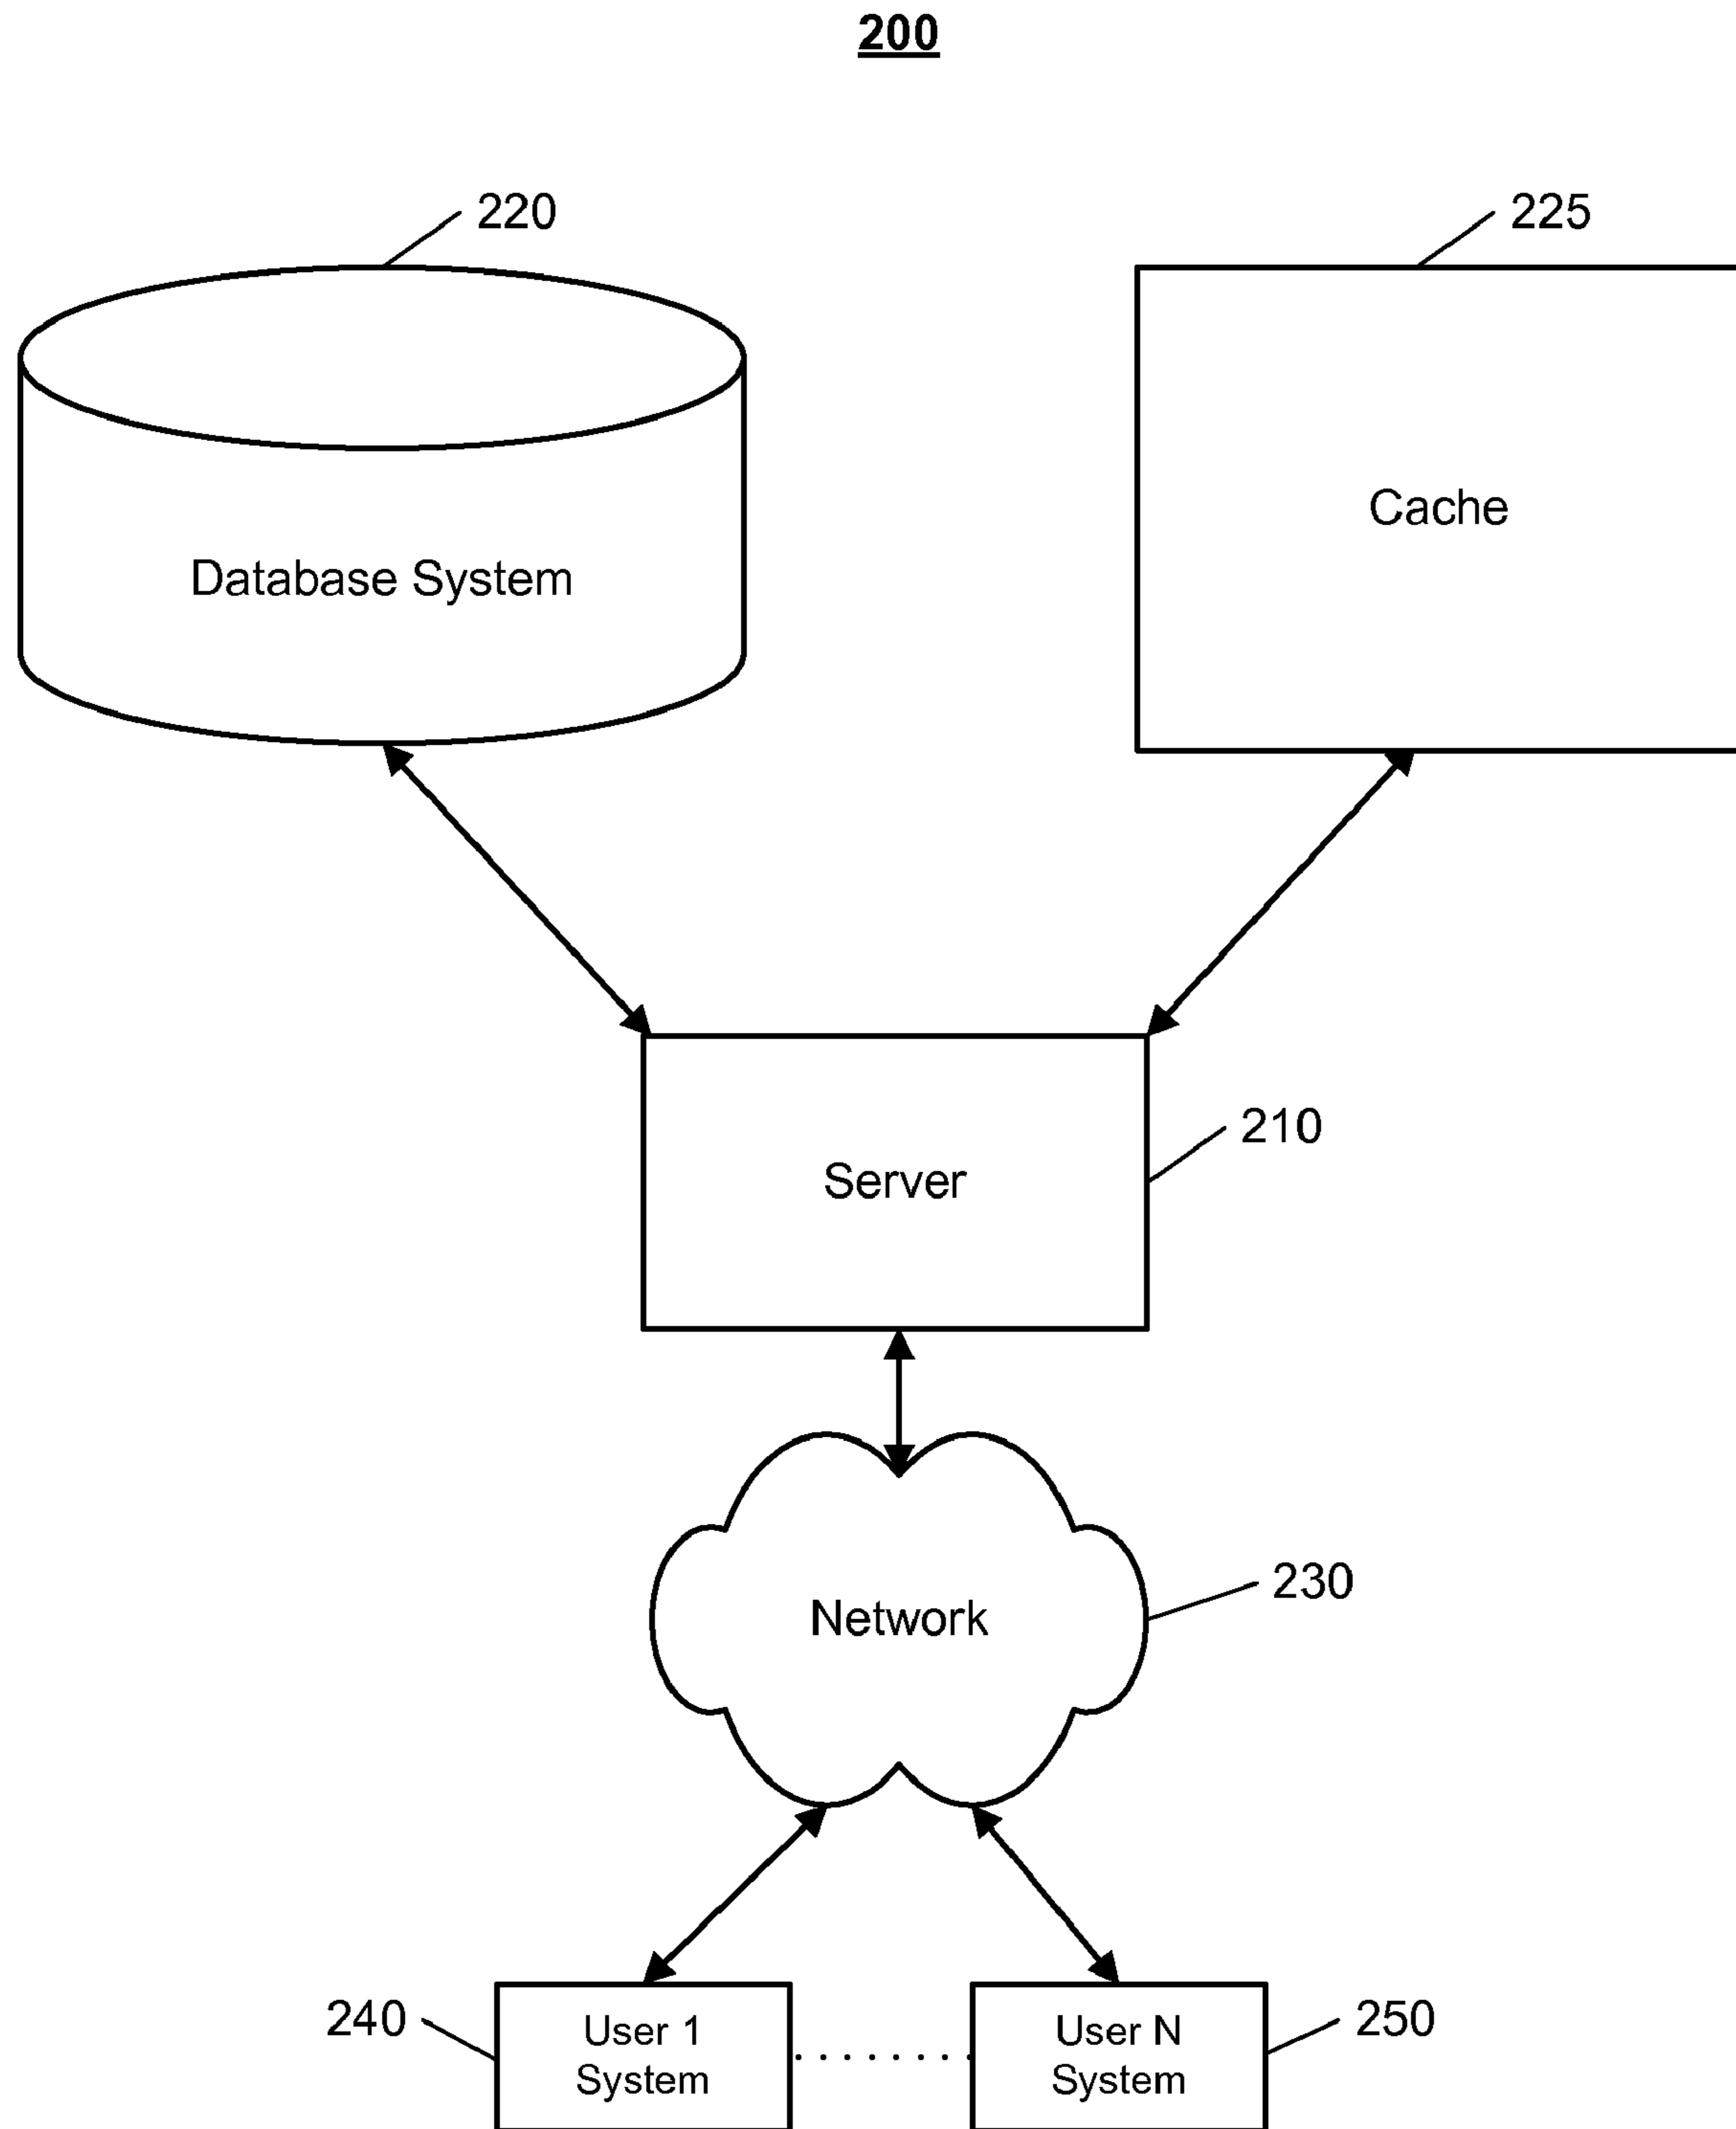 200
220
225
Database System
Cache
210
Server
230
Network
240
User 1
System
User N
System
250